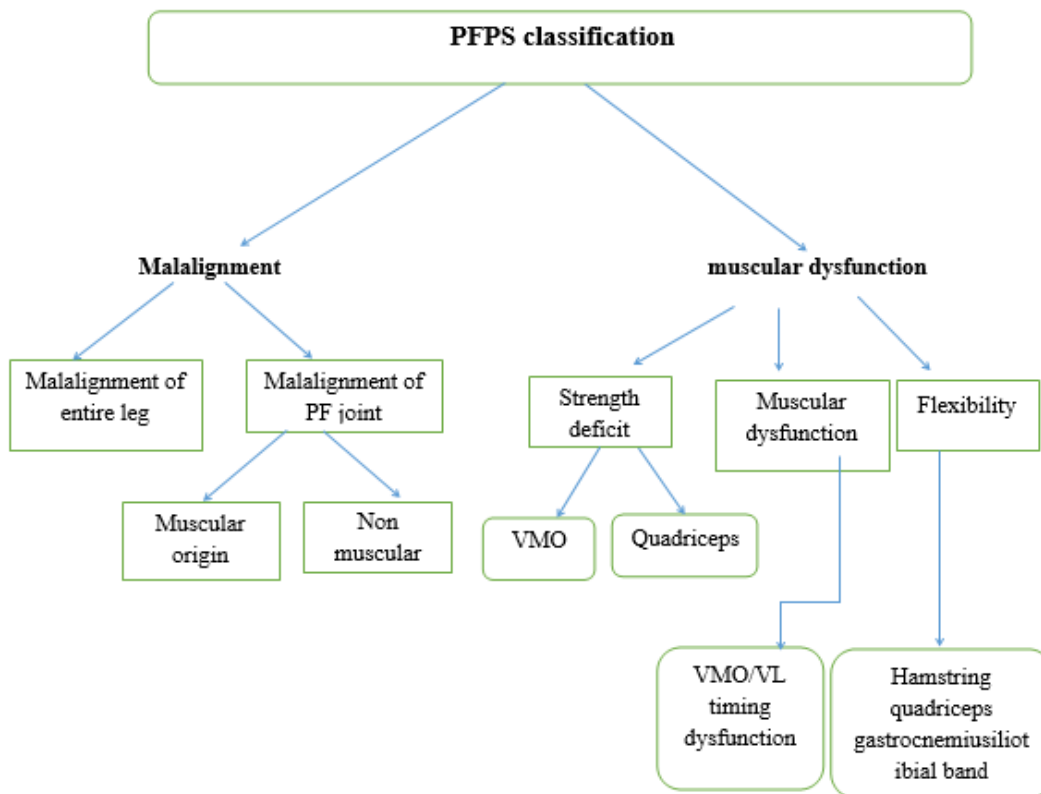 PFPS classification
Malalignment
muscular dysfunction
Malalignment of
entire leg
Malalignment of
PF joint
Strength
deficit
Muscular
dysfunction
Flexibility
Muscular
origin
Non
muscular
VMO
Quadriceps
VMO/VL
timing
dysfunction
Hamstring
quadriceps
gastrocnemiusiliot
ibial band